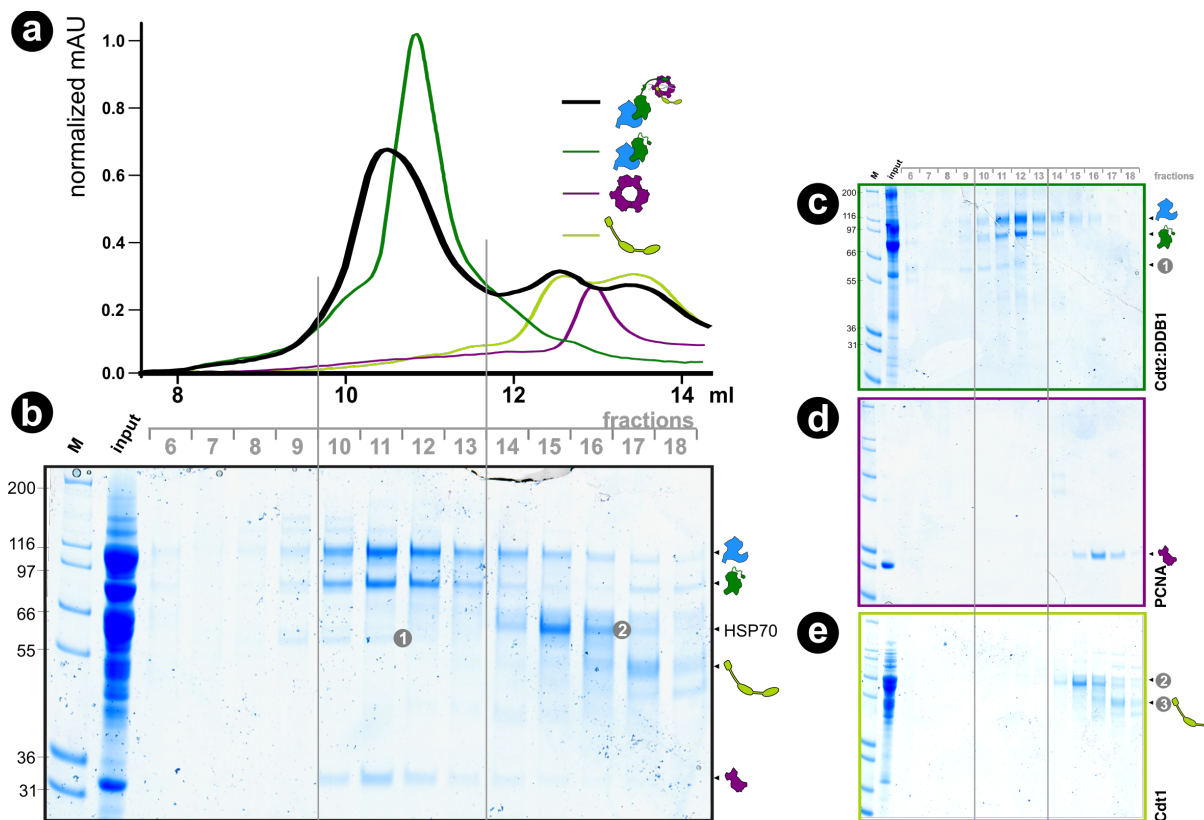 a
normalized mAU
1.0
0.8
0.6
0.4
0.2
0.0
8 10 12 14 ml
b
M input
fractions
6 7 8 9 10 11 12 13 14 15 16 17 18
200
116
97
66
55
36
31
HSP70
1
2
c
M input
6 7 8 9 10 11 12 13 14 15 16 17 18 fractions
200
116
97
66
55
36
31
1
Cdt2:DDB1
d
PCNA
e
2
3
Cdt1